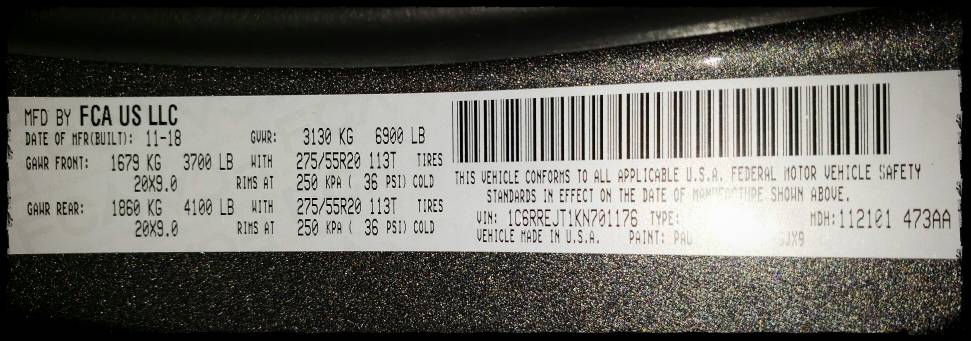 MFD BY FCA US LLC
DATE OF MFR(BUILT): 11-18 GVWR: 3130 KG 6900 LB
GAWR FRONT: 1679 KG 3700 LB WITH 275/55R20 113T TIRES
20X9.0 RIMS AT 250 KPA ( 36 PSI) COLD
GAWR REAR: 1860 KG 4100 LB WITH 275/55R20 113T TIRES
20X9.0 RIMS AT 250 KPA ( 36 PSI) COLD
THIS VEHICLE CONFORMS TO ALL APPLICABLE U.S.A. FEDERAL MOTOR VEHICLE SAFETY
STANDARDS IN EFFECT ON THE DATE OF MANUFACTURE SHOWN ABOVE.
VIN: 1C6RREJT1KN701176 TYPE: MDH: 112101 473AA
VEHICLE MADE IN U.S.A. PAINT: PAU